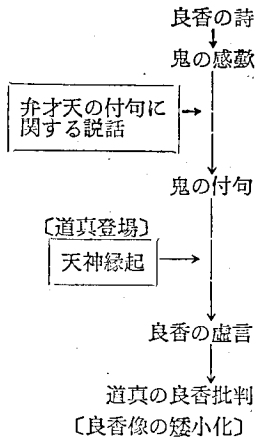 良香の詩
鬼の感歎
弁才天の付句に
関する説話
鬼の付句
〔道真登場〕
天神縁起
良香の虚言
道真の良香批判
〔良香像の矮小化〕